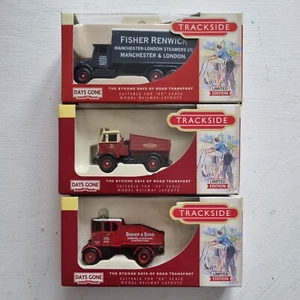 TRACKSIDE
FISHER RENWICK
MANCHESTER-LONDON STEAMERS LTD
MANCHESTER & LONDON
LIMITED
EDITION
DAYS GONE
THE BYGONE DAYS OF ROAD TRANSPORT
SUITABLE FOR "00" SCALE
MODEL RAILWAY LAYOUTS
TRACKSIDE
LIMITED
EDITION
DAYS GONE
THE BYGONE DAYS OF ROAD TRANSPORT
SUITABLE FOR "00" SCALE
MODEL RAILWAY LAYOUTS
TRACKSIDE
BISHOP & SONS
LIMITED
EDITION
DAYS GONE
THE BYGONE DAYS OF ROAD TRANSPORT
SUITABLE FOR "00" SCALE
MODEL RAILWAY LAYOUTS